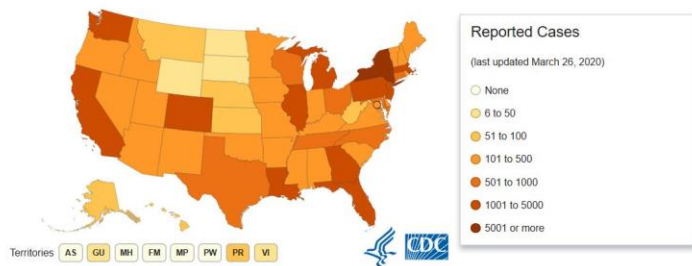 Reported Cases
(last updated March 26, 2020)
None
6 to 50
51 to 100
101 to 500
501 to 1000
1001 to 5000
5001 or more
Territories AS GU MH FM MP PW PR VI
CDC